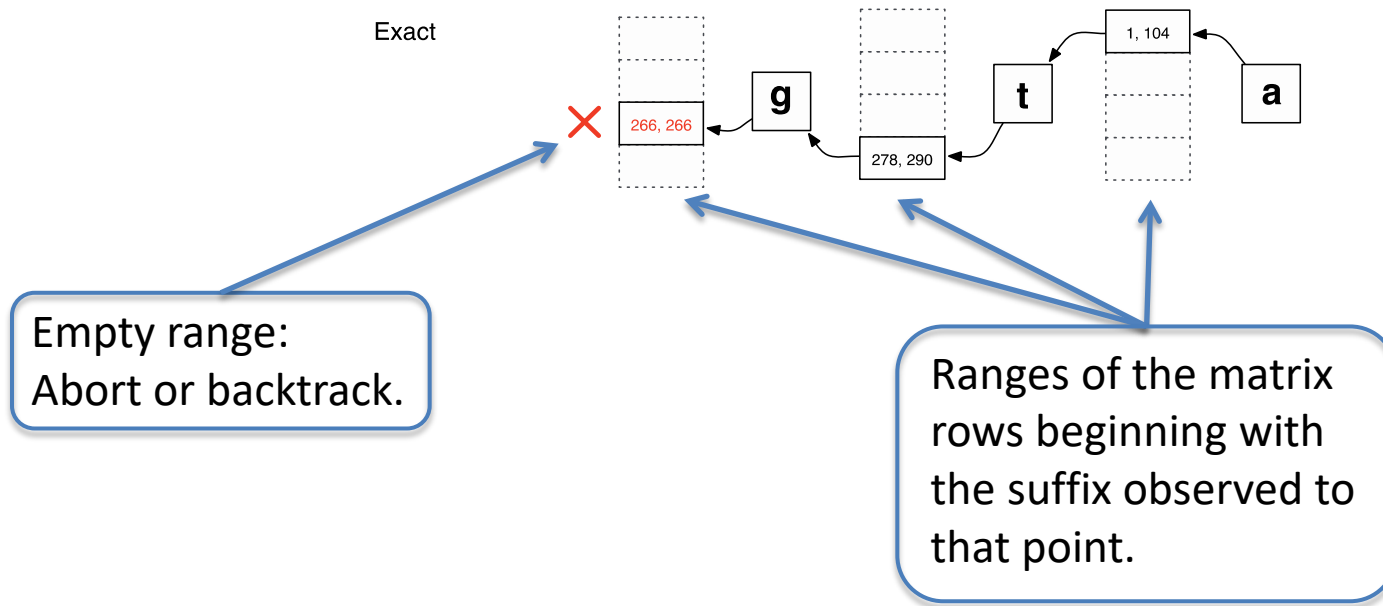 Exact
266, 266
g
278, 290
t
1, 104
a
Empty range:
Abort or backtrack.
Ranges of the matrix
rows beginning with
the suffix observed to
that point.